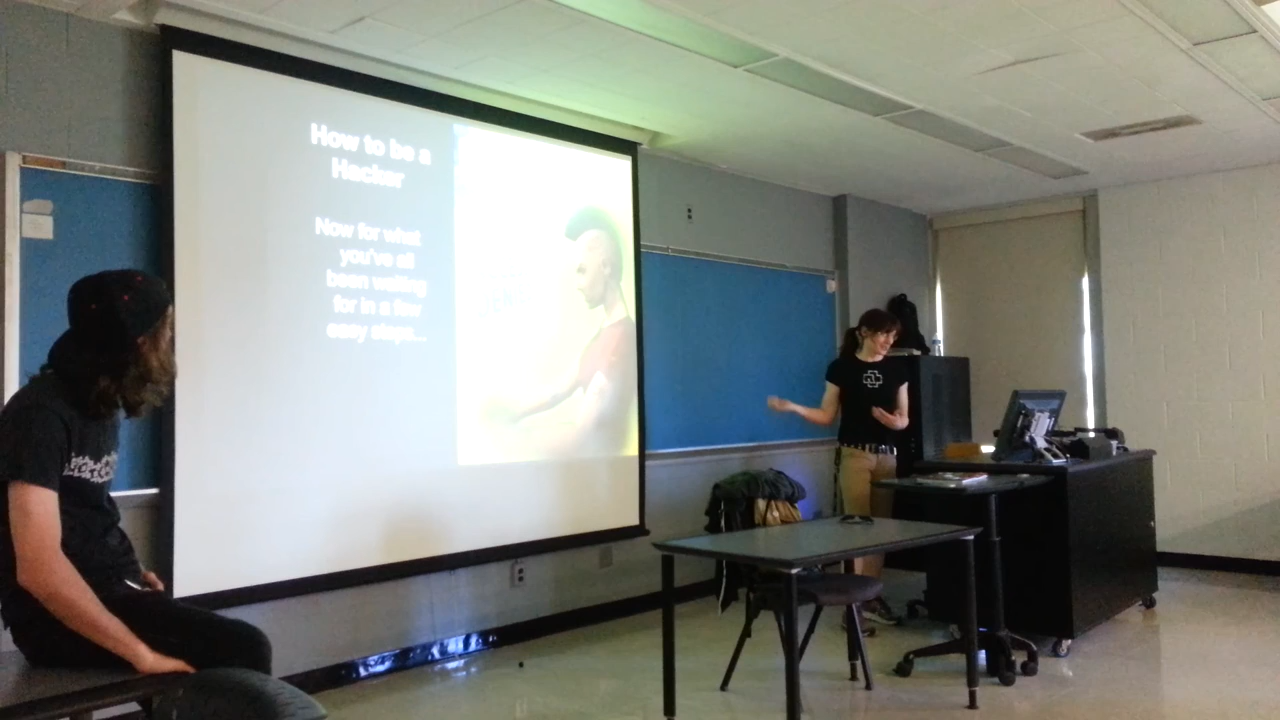 How to be a
Hacker
Now for what
you've all
been waiting
for in a few
easy steps...